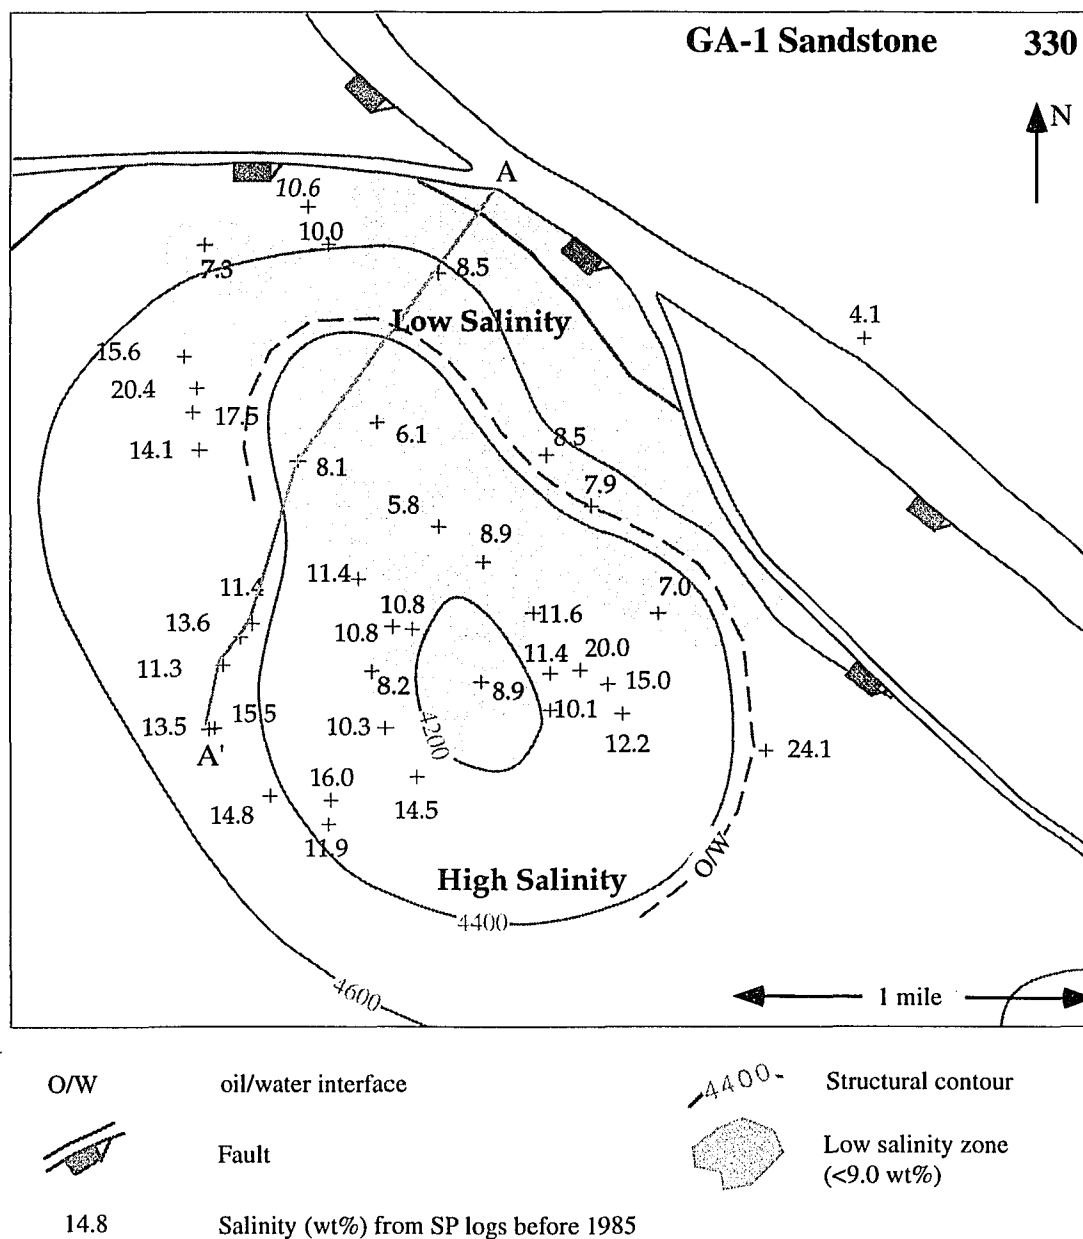 GA-1 Sandstone 330
N
A
10.6
10.0
7.3
8.5
Low Salinity
4.1
15.6
20.4
17.5
14.1
6.1
8.1
8.5
7.9
5.8
8.9
11.4
11.4
7.0
10.8
11.6
13.6
10.8
11.4
20.0
11.3
8.2
8.9
15.0
10.1
13.5
15.5
10.3
4200
12.2
24.1
A'
16.0
14.5
14.8
11.9
O/W
High Salinity
4400
4600
1 mile
O/W oil/water interface
4400 Structural contour
Fault
Low salinity zone
(<9.0 wt%)
14.8 Salinity (wt%) from SP logs before 1985